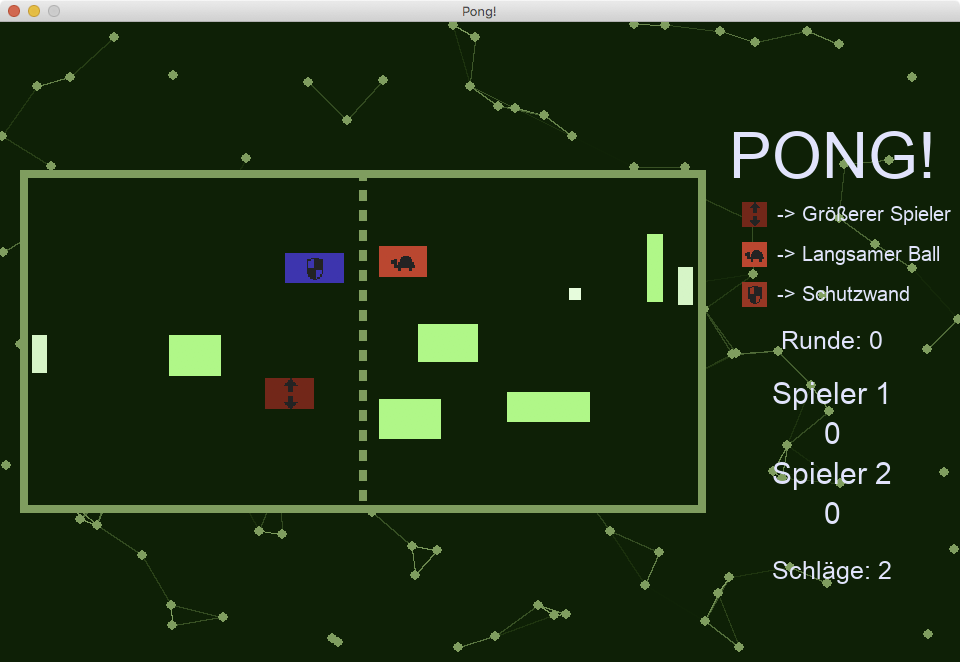 Pong!
PONG!
-> Größerer Spieler
-> Langsamer Ball
-> Schutzwand
Runde: 0
Spieler 1
0
Spieler 2
0
Schläge: 2